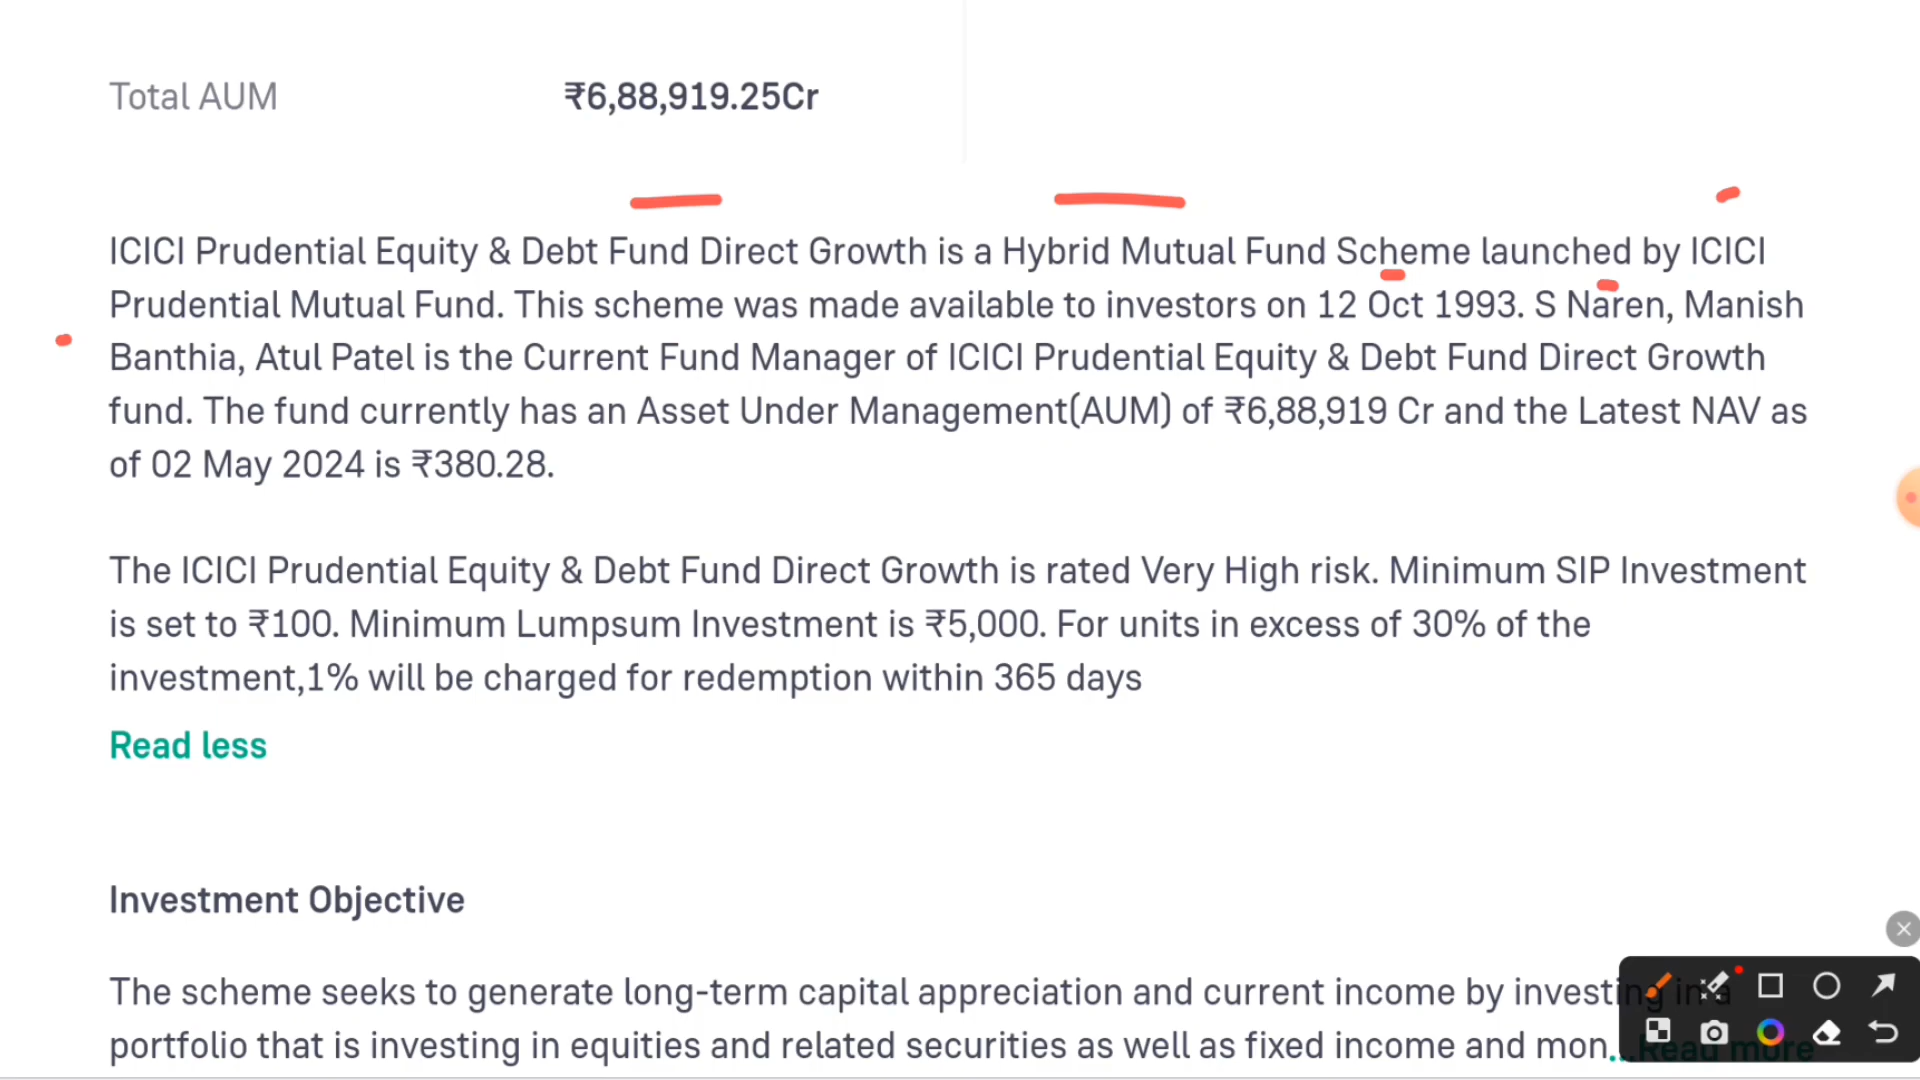 Total AUM ₹6,88,919.25Cr
ICICI Prudential Equity & Debt Fund Direct Growth is a Hybrid Mutual Fund Scheme launched by ICICI
Prudential Mutual Fund. This scheme was made available to investors on 12 Oct 1993. S Naren, Manish
Banthia, Atul Patel is the Current Fund Manager of ICICI Prudential Equity & Debt Fund Direct Growth
fund. The fund currently has an Asset Under Management(AUM) of ₹6,88,919 Cr and the Latest NAV as
of 02 May 2024 is ₹380.28.
The ICICI Prudential Equity & Debt Fund Direct Growth is rated Very High risk. Minimum SIP Investment
is set to ₹100. Minimum Lumpsum Investment is ₹5,000. For units in excess of 30% of the
investment,1% will be charged for redemption within 365 days
Read less
Investment Objective
The scheme seeks to generate long-term capital appreciation and current income by investing in a
portfolio that is investing in equities and related securities as well as fixed income and mon...Read more